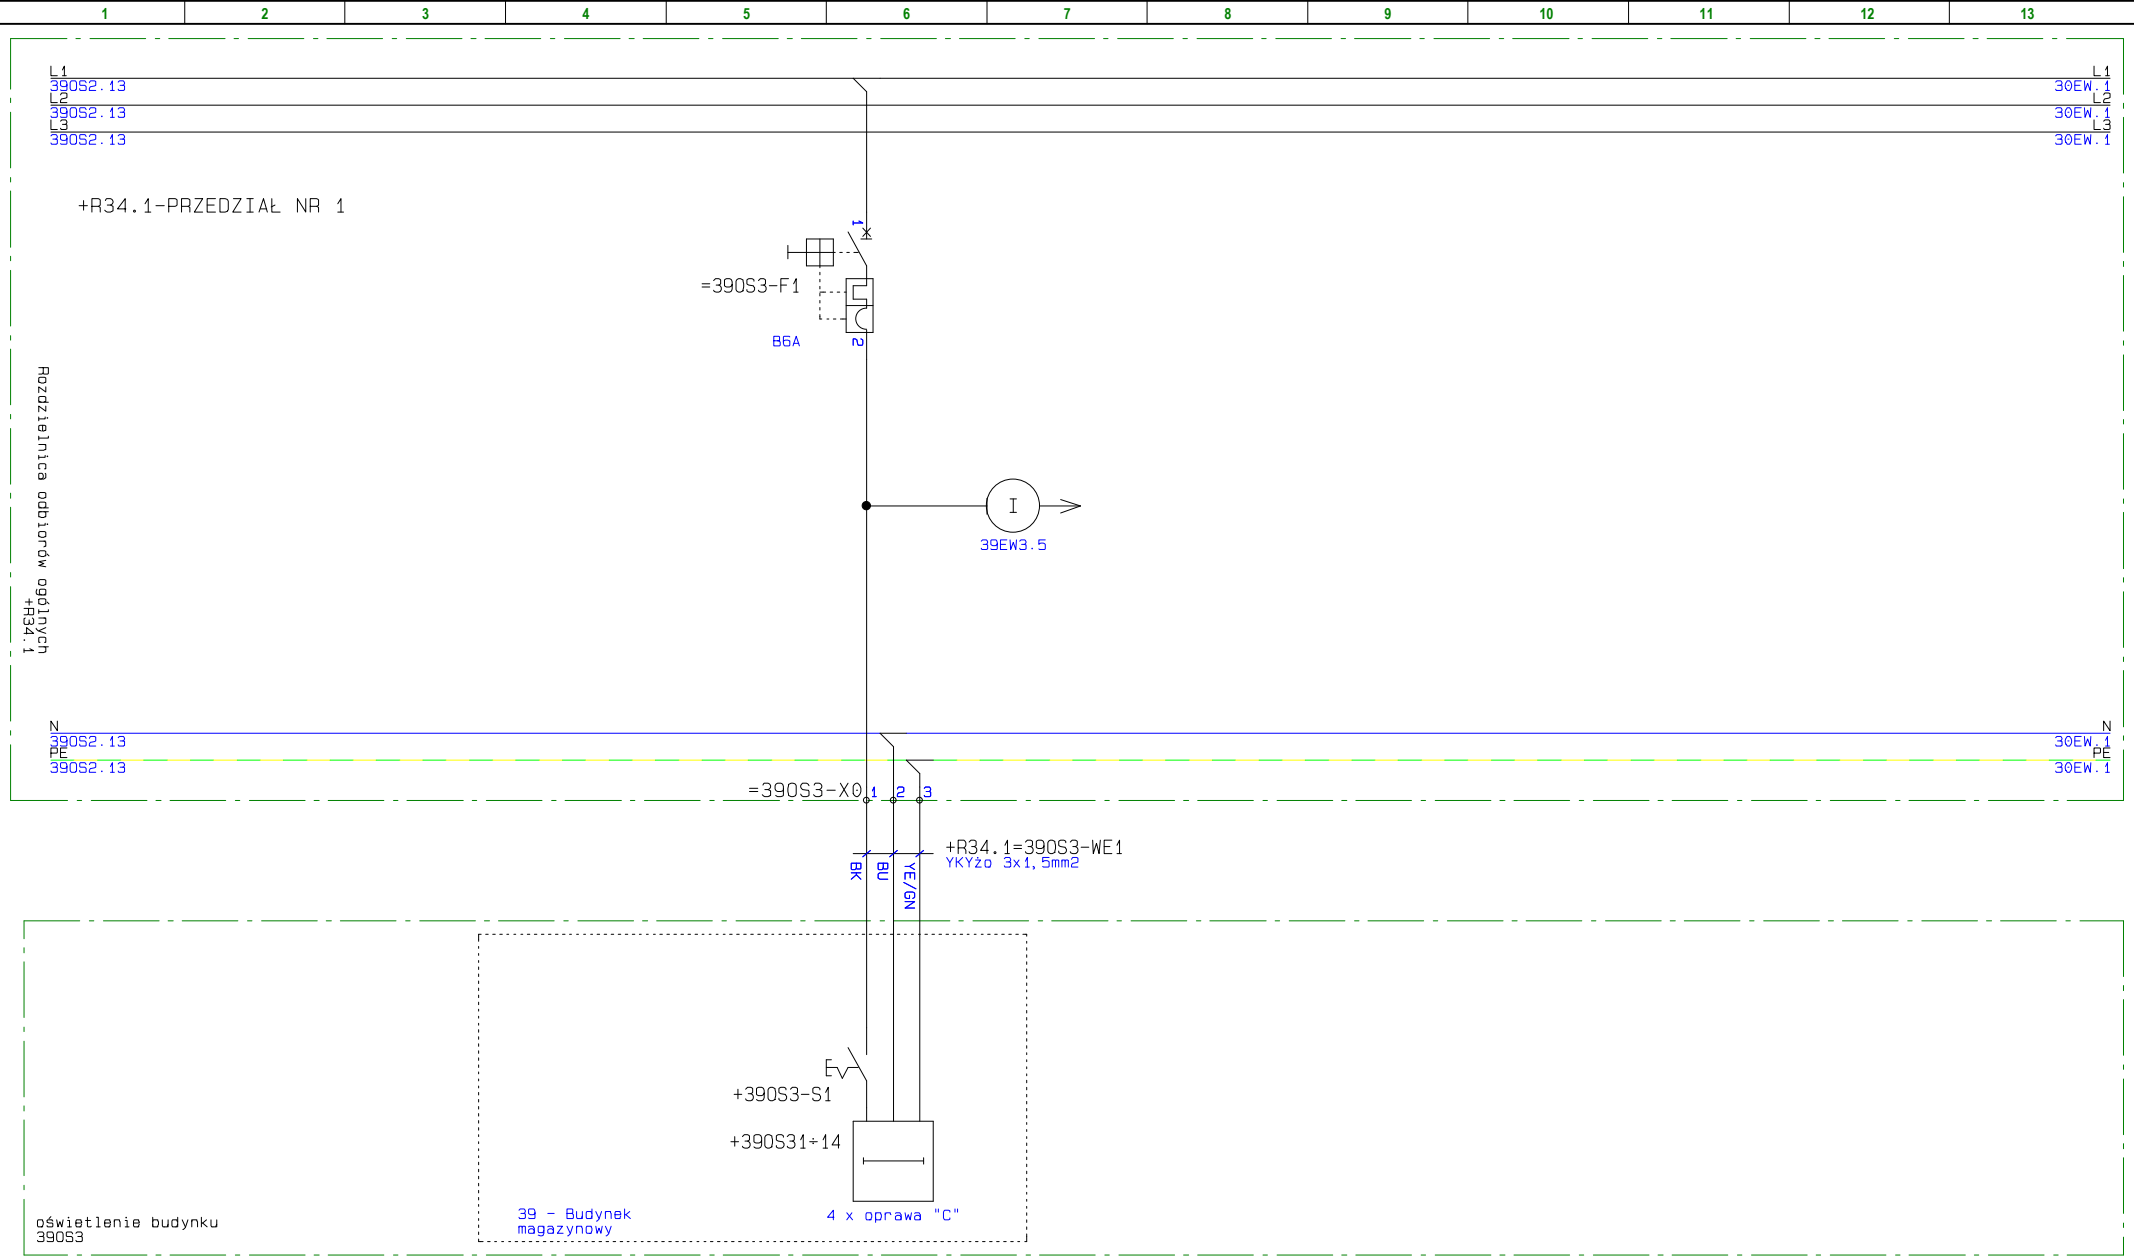 1 2 3 4 5 6 7 8 9 10 11 12 13
L1 L1
39OS2.13 30EW.1
L2 L2
39OS2.13 30EW.1
L3 L3
39OS2.13 30EW.1
+R34.1-PRZEDZIAŁ NR 1
1
=39OS3-F1
B6A
2
Rozdzielnica odbiorów ogólnych
+R34.1
I
39EW3.5
N N
39OS2.13 30EW.1
PE PE
39OS2.13 30EW.1
=39OS3-X0 1 2 3
+R34.1=39OS3-WE1
YKYżo 3x1,5mm2
BK BU YE/GN
+39OS3-S1
+39OS31÷14
39 - Budynek
magazynowy
4 x oprawa "C"
oświetlenie budynku
39OS3